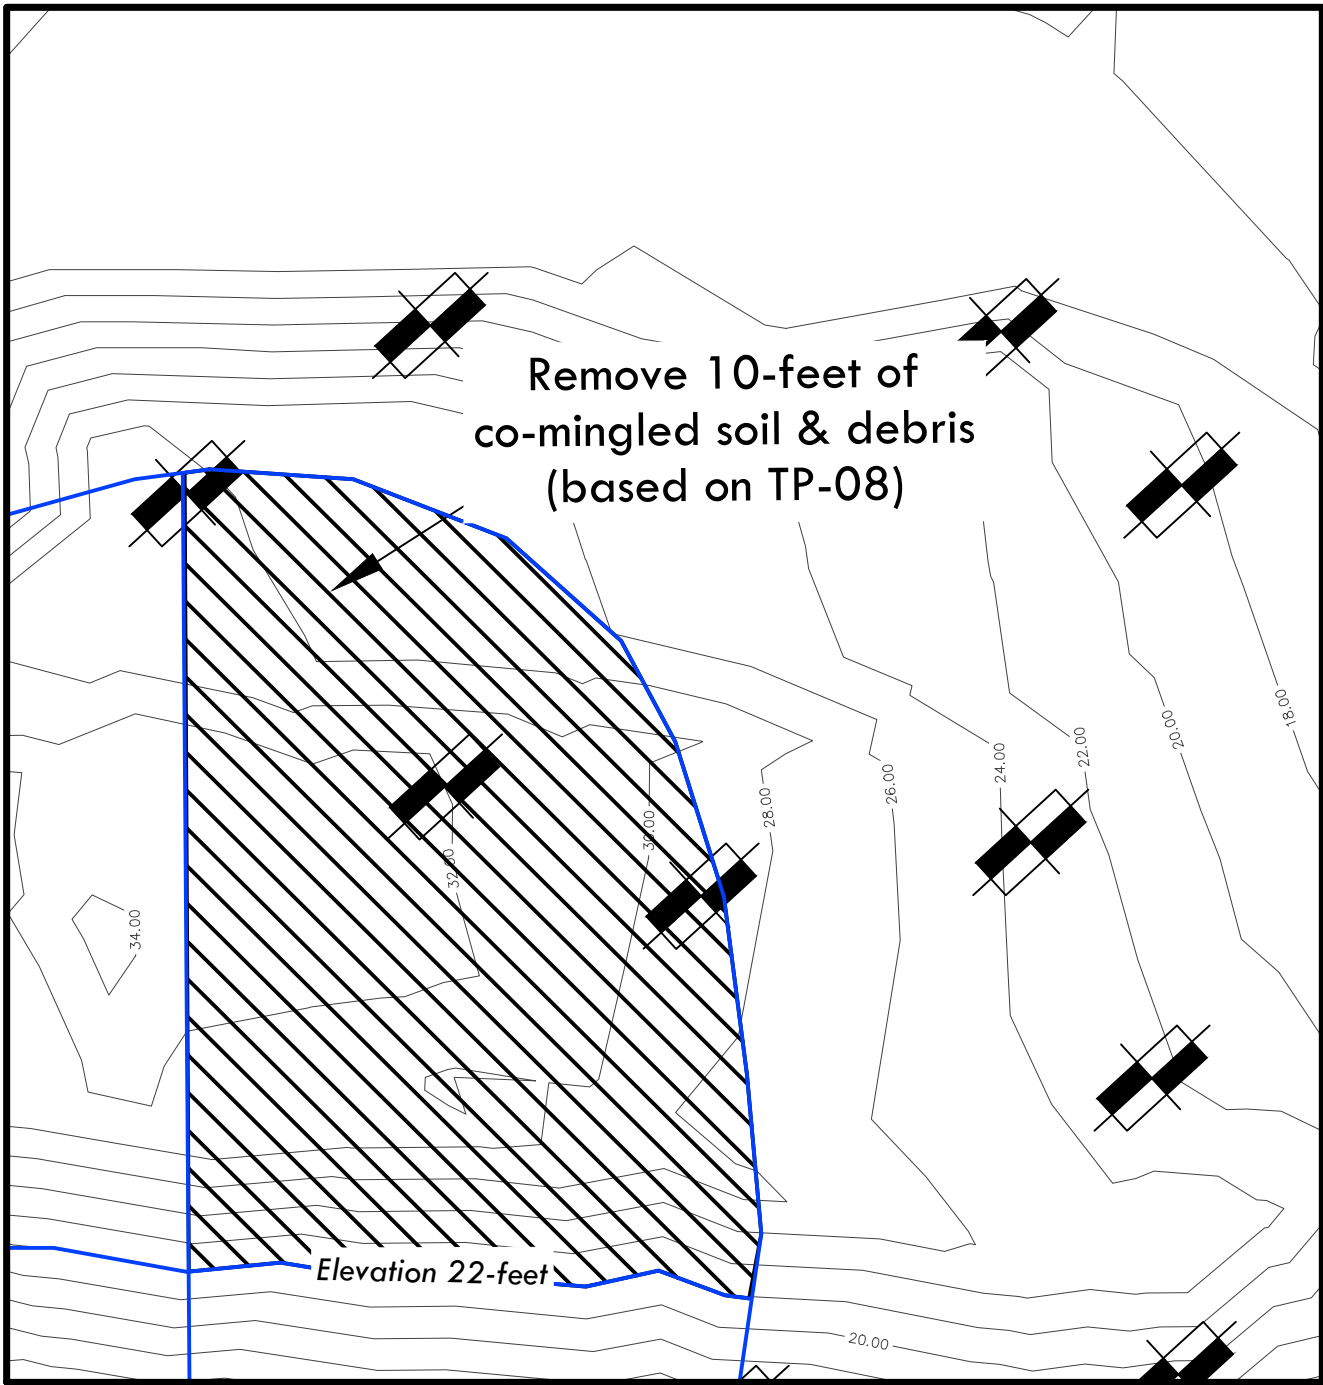 Remove 10-feet of
co-mingled soil & debris
(based on TP-08)
18.00
20.00
22.00
24.00
26.00
28.00
30.00
32.00
34.00
Elevation 22-feet
20.00